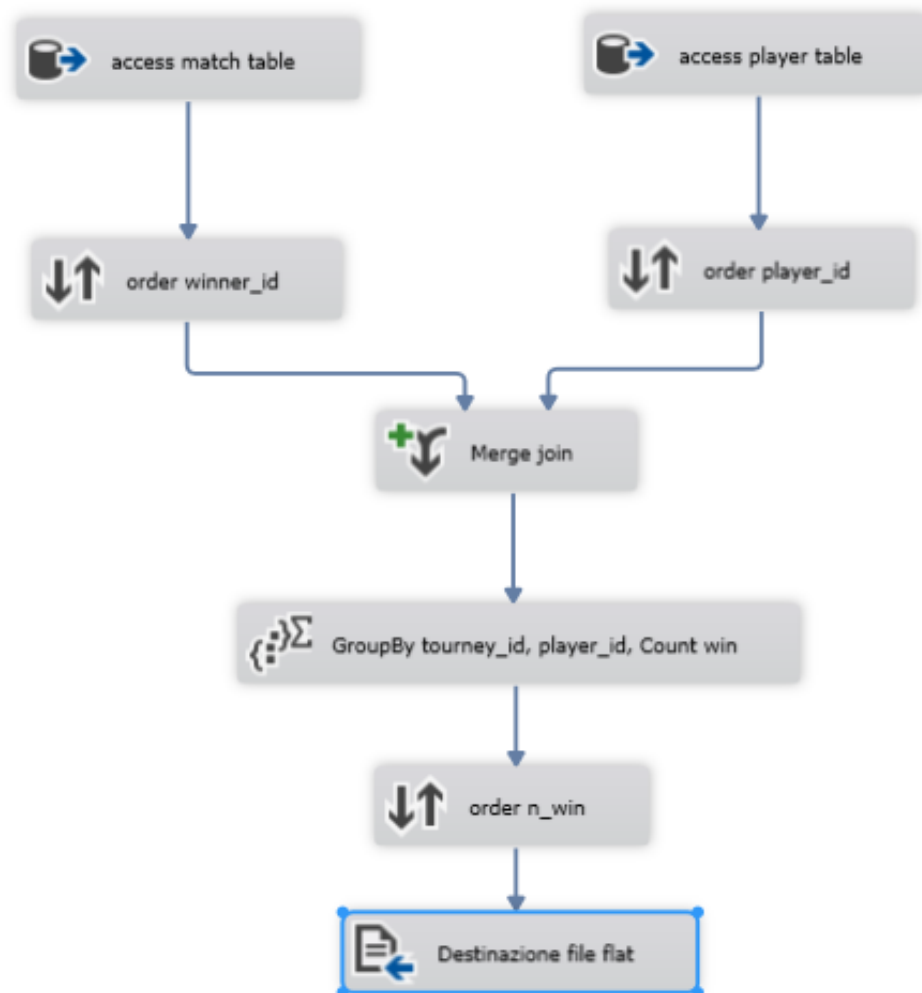 access match table
access player table
order winner_id
order player_id
Merge join
GroupBy tourney_id, player_id, Count win
order n_win
Destinazione file flat